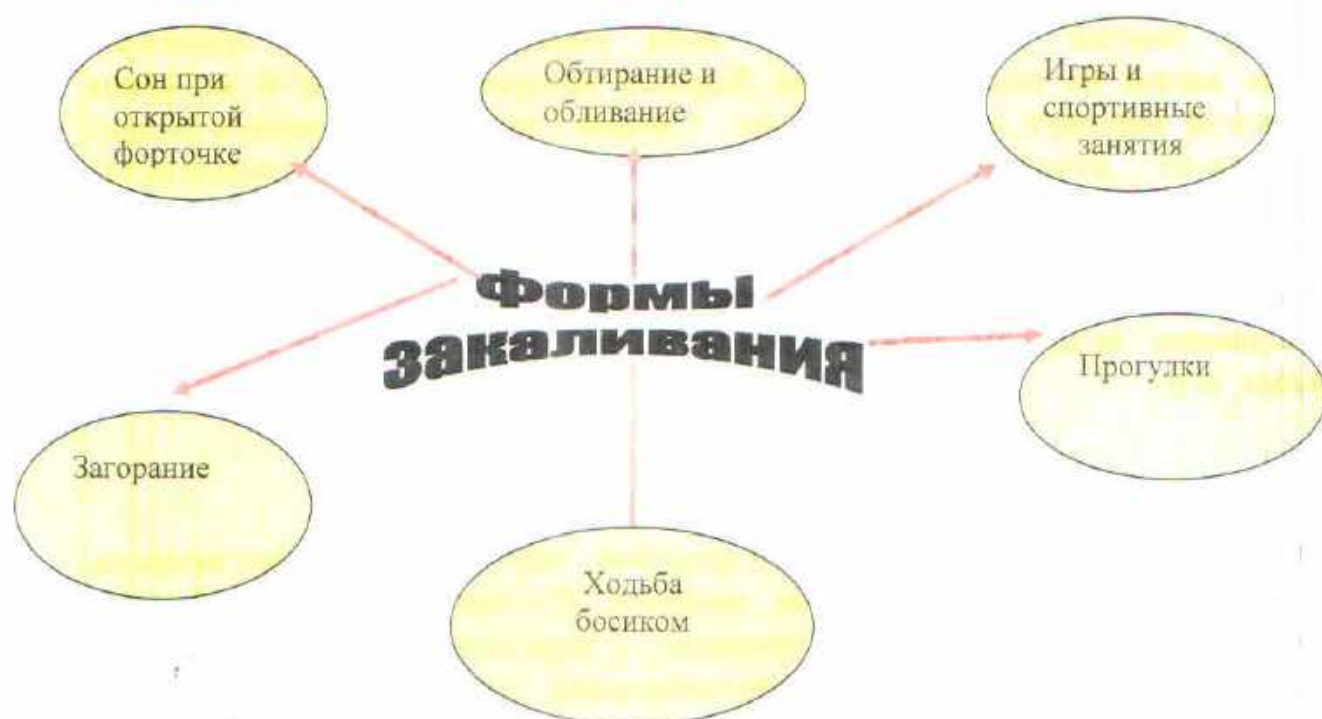 Сон при
открытой
форточке
Обтирание и
обливание
Игры и
спортивные
занятия
Формы
закаливания
Прогулки
Загорание
Ходьба
босиком